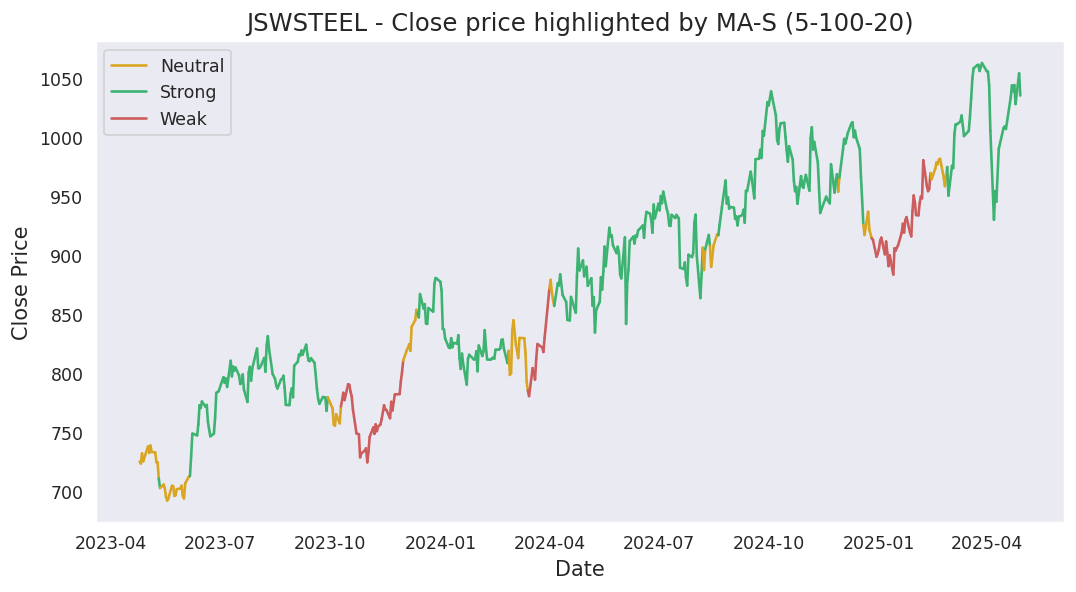 JSWSTEEL - Close price highlighted by MA-S (5-100-20)
Neutral
Strong
Weak
Close Price
1050
1000
950
900
850
800
750
700
2023-04 2023-07 2023-10 2024-01 2024-04 2024-07 2024-10 2025-01 2025-04
Date